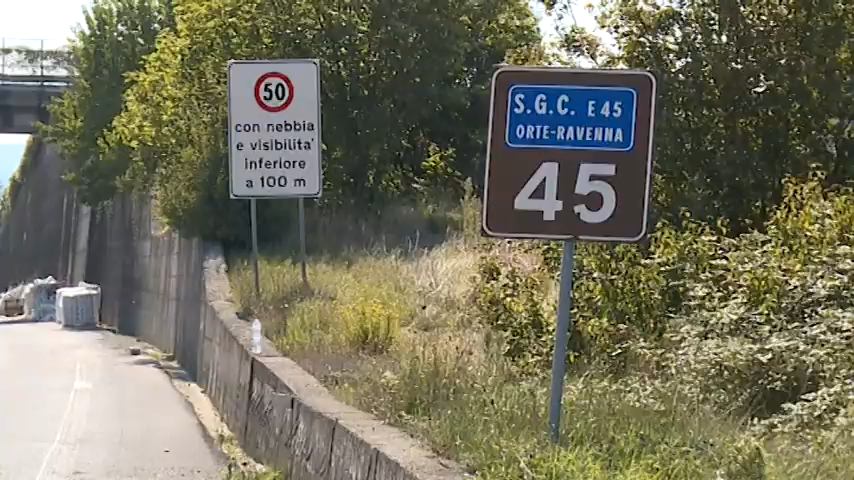 50
con nebbia
e visibilita'
inferiore
a 100 m
S.G.C. E 45
ORTE-RAVENNA
45